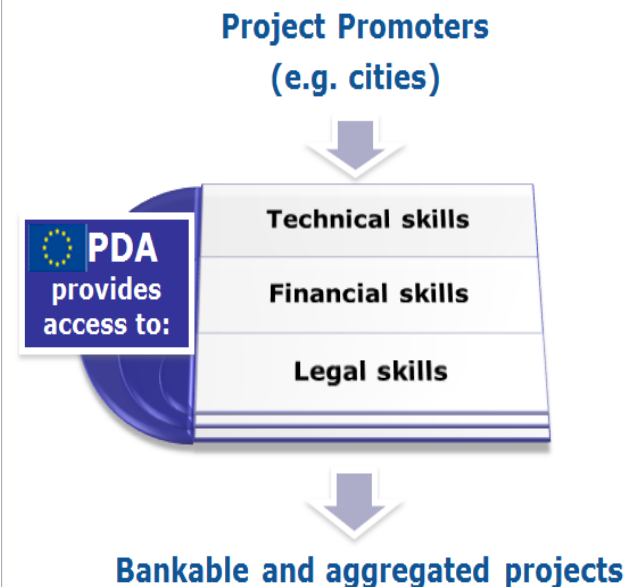 Project Promoters
(e.g. cities)
Technical skills
PDA
provides
access to:
Financial skills
Legal skills
Bankable and aggregated projects